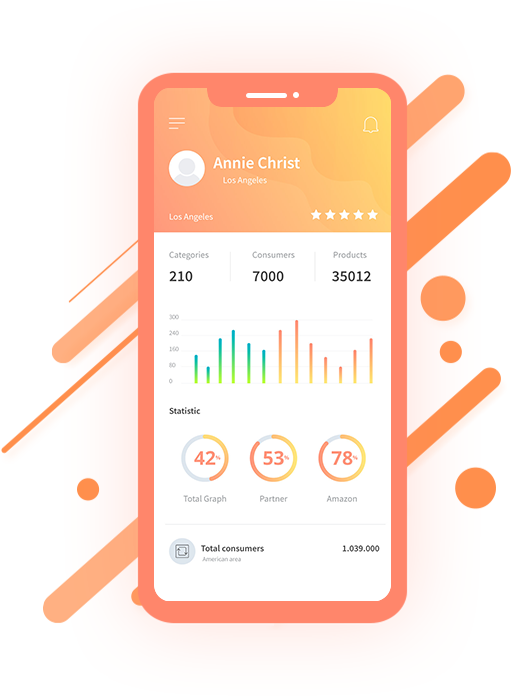 Annie Christ
Los Angeles
Los Angeles
Categories Consumers Products
210 7000 35012
300
240
160
80
0
Statistic
42% 53% 78%
Total Graph Partner Amazon
Total consumers 1.039.000
American area